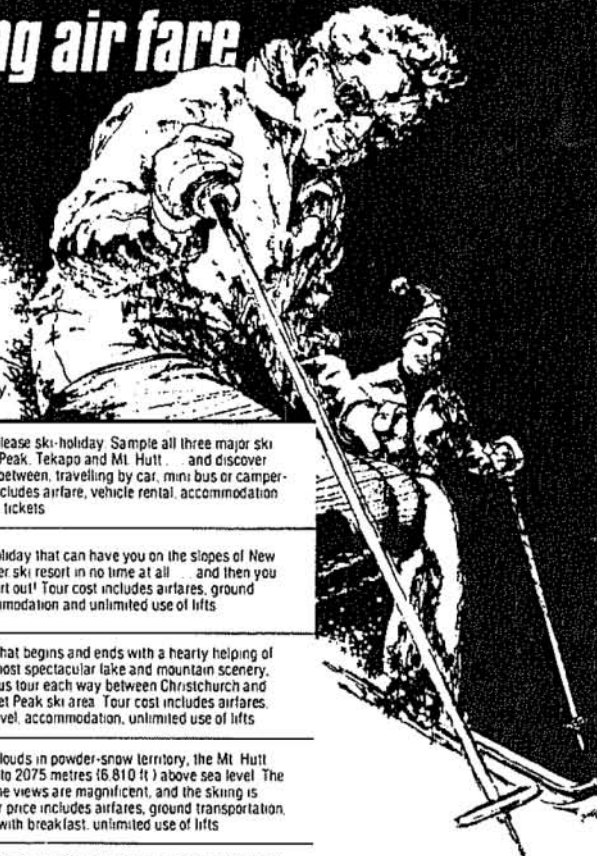 ng air fare
lease ski-holiday. Sample all three major ski
Peak, Tekapo and Mt. Hutt . . . and discover
between, travelling by car, mini bus or camper-
cludes airfare, vehicle rental, accommodation
tickets
oliday that can have you on the slopes of New
er ski resort in no time at all . . . and then you
rt out! Tour cost includes airfares, ground
mmodation and unlimited use of lifts
that begins and ends with a hearty helping of
most spectacular lake and mountain scenery,
us tour each way between Christchurch and
et Peak ski area. Tour cost includes airfares,
vel, accommodation, unlimited use of lifts
louds in powder-snow territory, the Mt. Hutt
to 2075 metres (6,810 ft.) above sea level. The
he views are magnificent, and the skiing is
r price includes airfares, ground transportation,
with breakfast, unlimited use of lifts